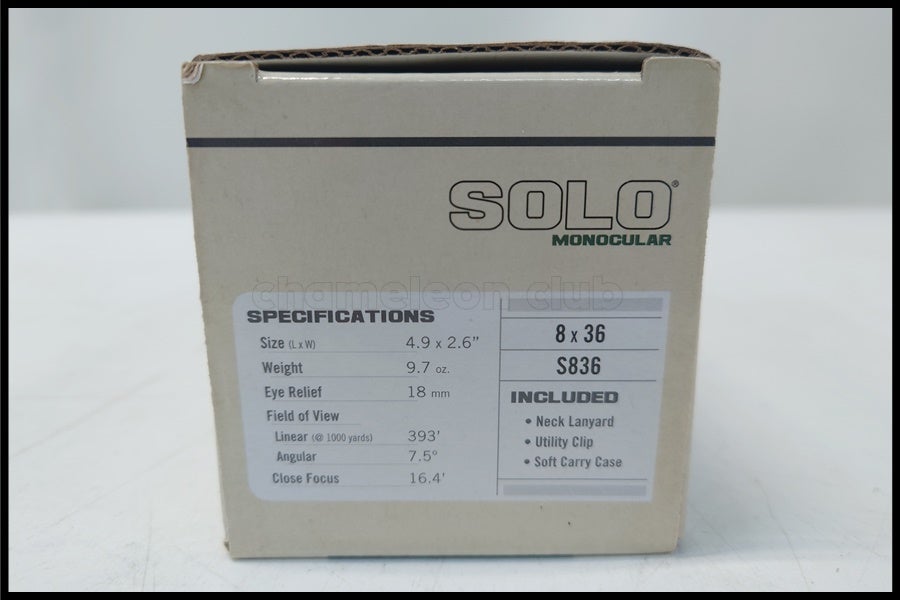 SOLO®
MONOCULAR
chameleon club
SPECIFICATIONS
Size (L x W) 4.9 x 2.6”
Weight 9.7 oz.
Eye Relief 18 mm
Field of View
Linear (@ 1000 yards) 393'
Angular 7.5°
Close Focus 16.4'
8 x 36
S836
INCLUDED
• Neck Lanyard
• Utility Clip
• Soft Carry Case